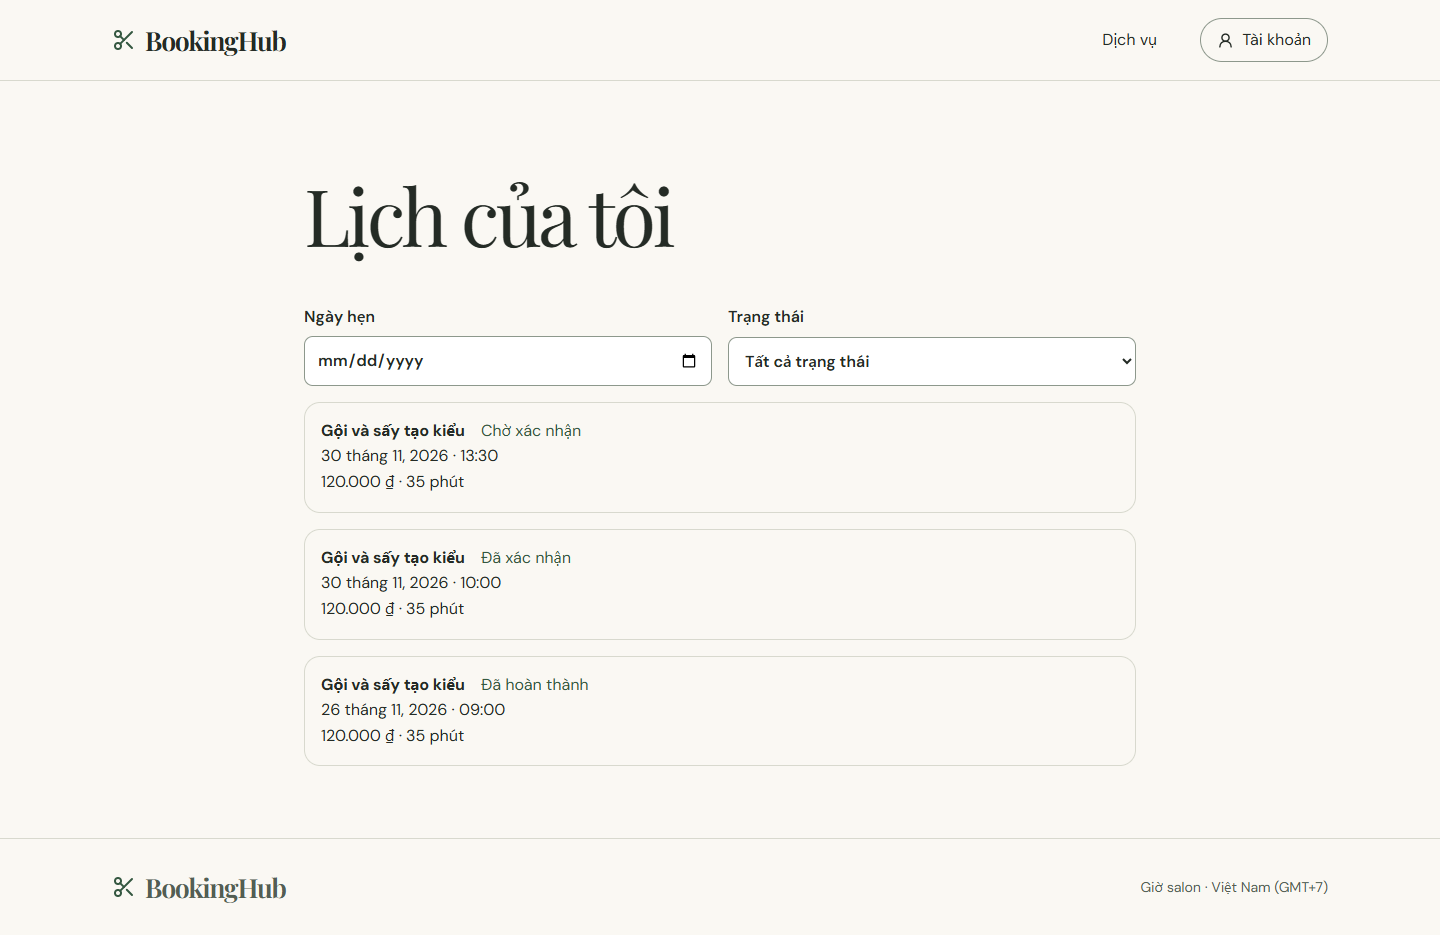 BookingHub
Dịch vụ
Tài khoản
Lịch của tôi
Ngày hẹn
Trạng thái
mm/dd/yyyy
Tất cả trạng thái
Gội và sấy tạo kiểu Chờ xác nhận
30 tháng 11, 2026 · 13:30
120.000 ₫ · 35 phút
Gội và sấy tạo kiểu Đã xác nhận
30 tháng 11, 2026 · 10:00
120.000 ₫ · 35 phút
Gội và sấy tạo kiểu Đã hoàn thành
26 tháng 11, 2026 · 09:00
120.000 ₫ · 35 phút
BookingHub
Giờ salon · Việt Nam (GMT+7)